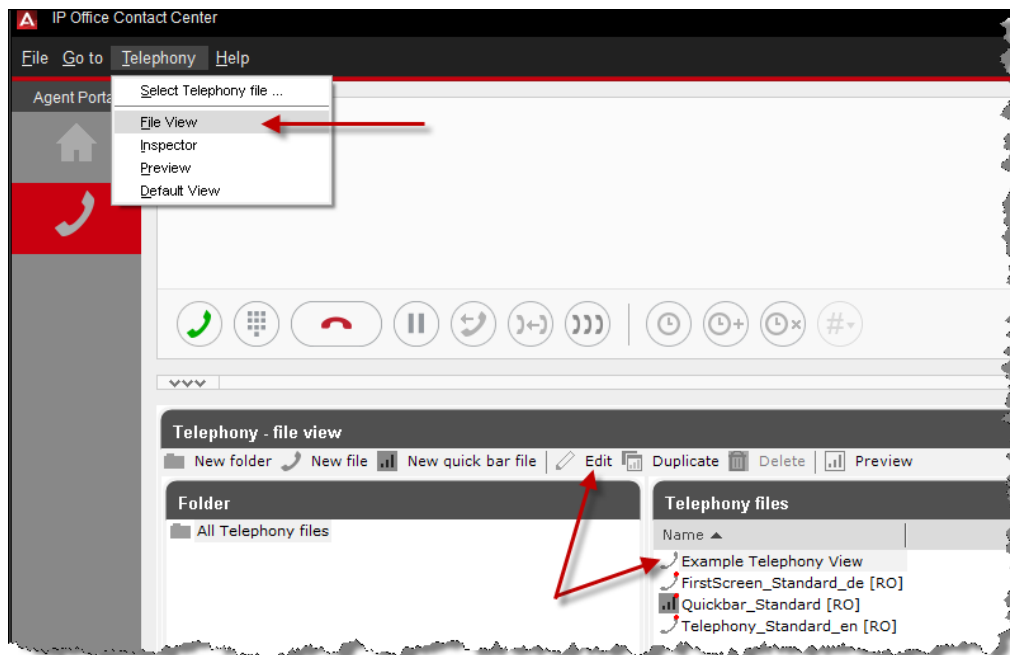 IP Office Contact Center
File Go to Telephony Help
Agent Porta
Select Telephony file ...
File View
Inspector
Preview
Default View
#
Telephony - file view
New folder New file New quick bar file Edit Duplicate Delete Preview
Folder Telephony files
All Telephony files Name
Example Telephony View
FirstScreen_Standard_de [RO]
Quickbar_Standard [RO]
Telephony_Standard_en [RO]